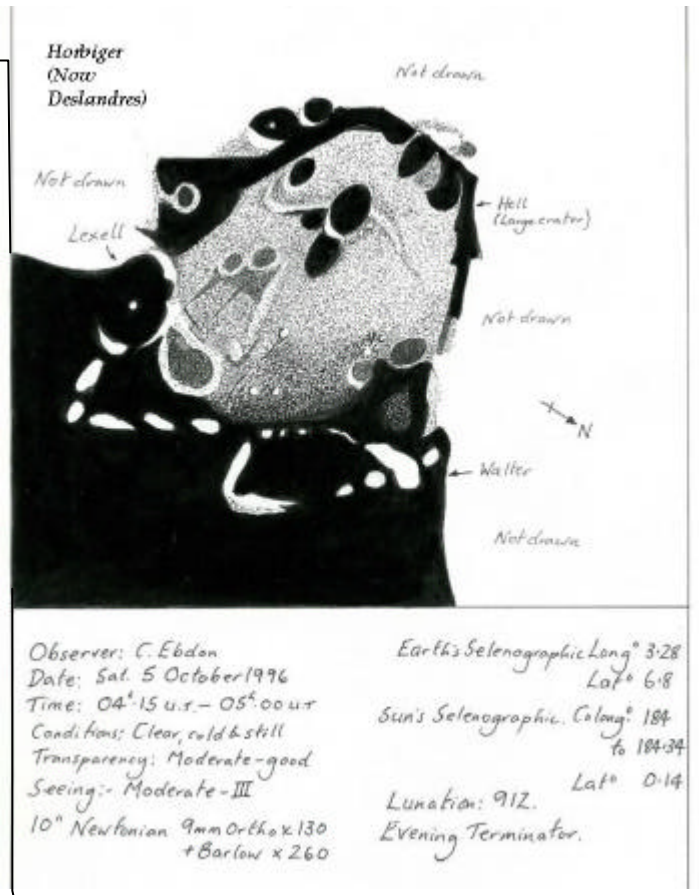 Horbiger
(Now
Deslandres)
Not drawn
Not drawn
Lexell
Hell
(Large crater)
Not drawn
N
Walter
Not drawn
Observer: C. Ebdon
Date: Sat. 5 October 1996
Time: 04ʰ.15 U.T. – 05ʰ.00 U.T
Conditions: Clear, cold & still
Transparency: Moderate-good
Seeing:- Moderate-III
10" Newtonian 9mm Ortho x 130
+ Barlow x 260
Earth's Selenographic Long° 3·28
Lat° 6·8
Sun's Selenographic. Colong° 184
to 184·34
Lat° 0·14
Lunation: 912.
Evening Terminator.